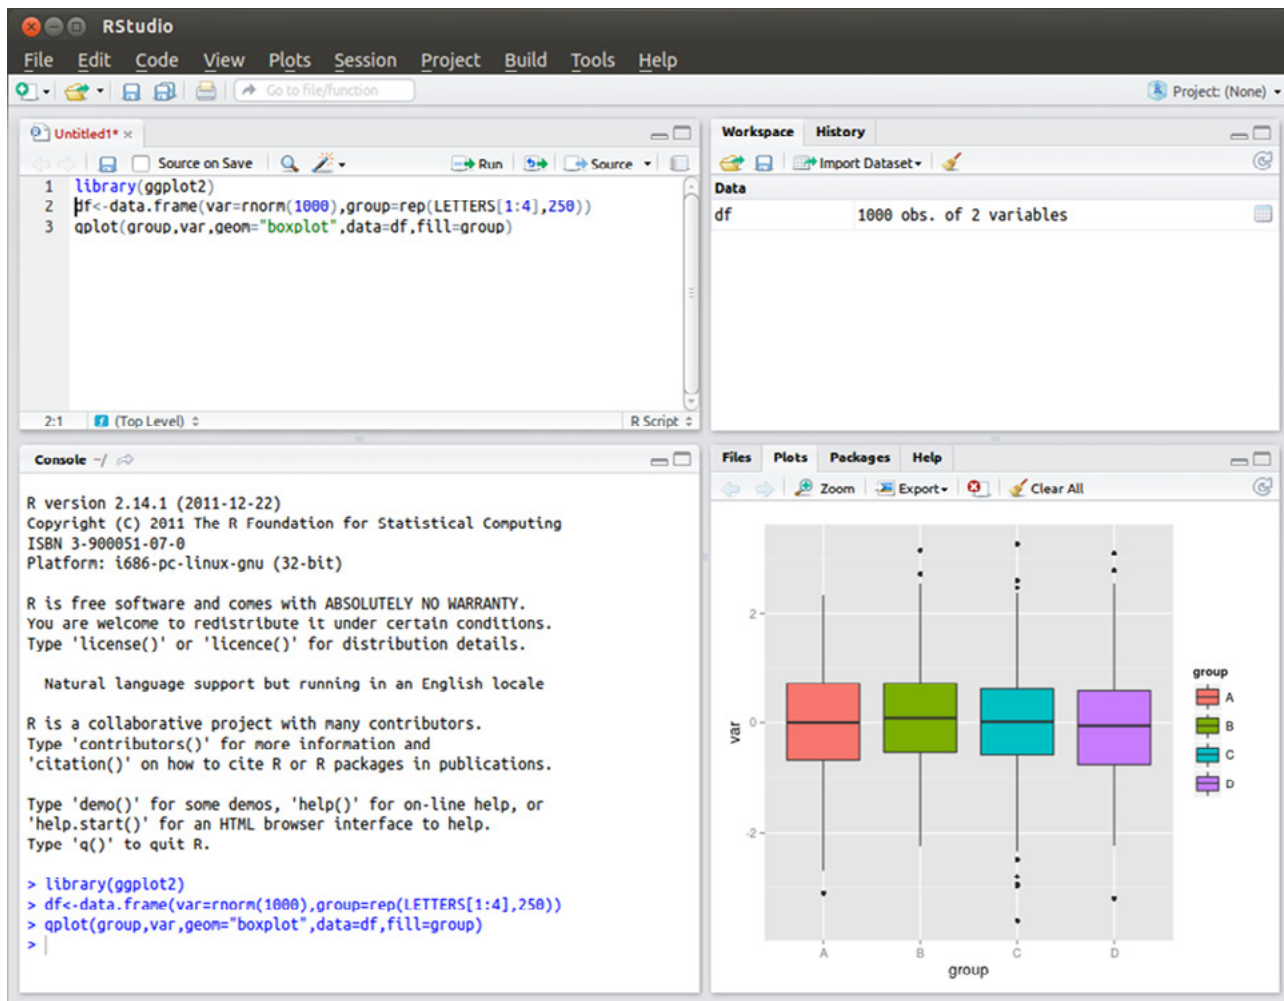 RStudio
File Edit Code View Plots Session Project Build Tools Help
Go to file/function
Project: (None)
Untitled1*
Source on Save Run Source
1 library(ggplot2)
2 df<-data.frame(var=rnorm(1000),group=rep(LETTERS[1:4],250))
3 qplot(group,var,geom="boxplot",data=df,fill=group)
2:1 (Top Level) R Script
Workspace History
Import Dataset
Data
df 1000 obs. of 2 variables
Console ~/
R version 2.14.1 (2011-12-22)
Copyright (C) 2011 The R Foundation for Statistical Computing
ISBN 3-900051-07-0
Platform: i686-pc-linux-gnu (32-bit)
R is free software and comes with ABSOLUTELY NO WARRANTY.
You are welcome to redistribute it under certain conditions.
Type 'license()' or 'licence()' for distribution details.
Natural language support but running in an English locale
R is a collaborative project with many contributors.
Type 'contributors()' for more information and
'citation()' on how to cite R or R packages in publications.
Type 'demo()' for some demos, 'help()' for on-line help, or
'help.start()' for an HTML browser interface to help.
Type 'q()' to quit R.
> library(ggplot2)
> df<-data.frame(var=rnorm(1000),group=rep(LETTERS[1:4],250))
> qplot(group,var,geom="boxplot",data=df,fill=group)
>
Files Plots Packages Help
Zoom Export Clear All
2
0
-2
var
A B C D
group
group
A
B
C
D